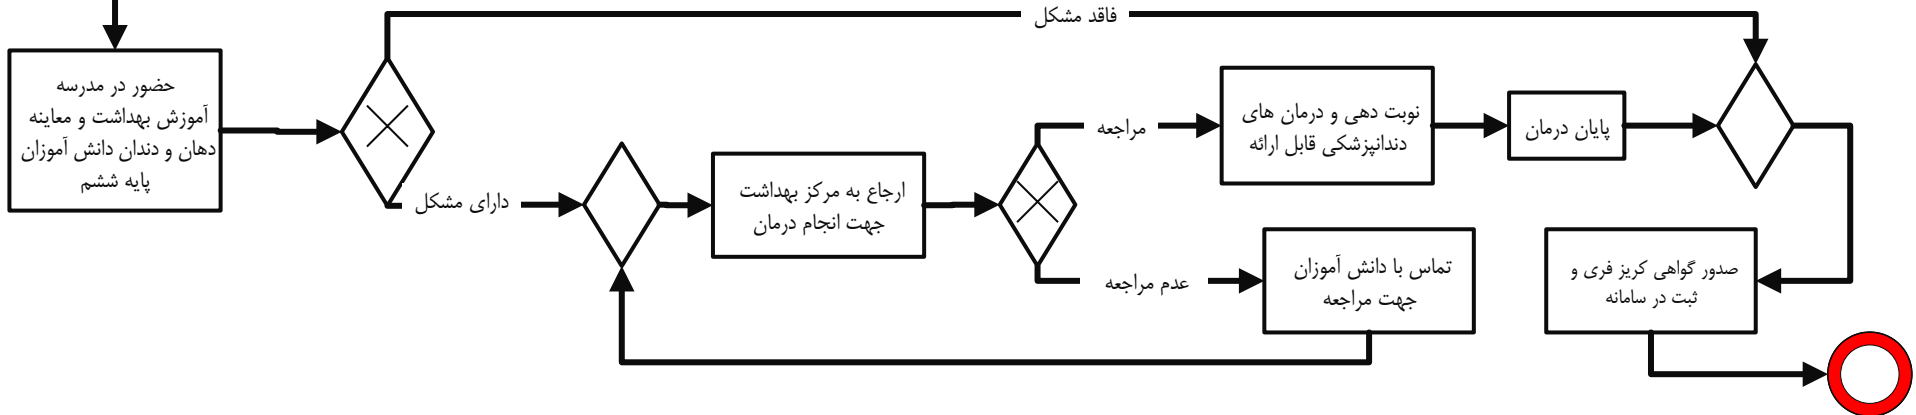 فاقد مشکل
حضور در مدرسه
آموزش بهداشت و معاینه
دهان و دندان دانش آموزان
پایه ششم
دارای مشکل
ارجاع به مرکز بهداشت
جهت انجام درمان
مراجعه
نوبت دهی و درمان های
دندانپزشکی قابل ارائه
پایان درمان
عدم مراجعه
تماس با دانش آموزان
جهت مراجعه
صدور گواهی کریز فری و
ثبت در سامانه